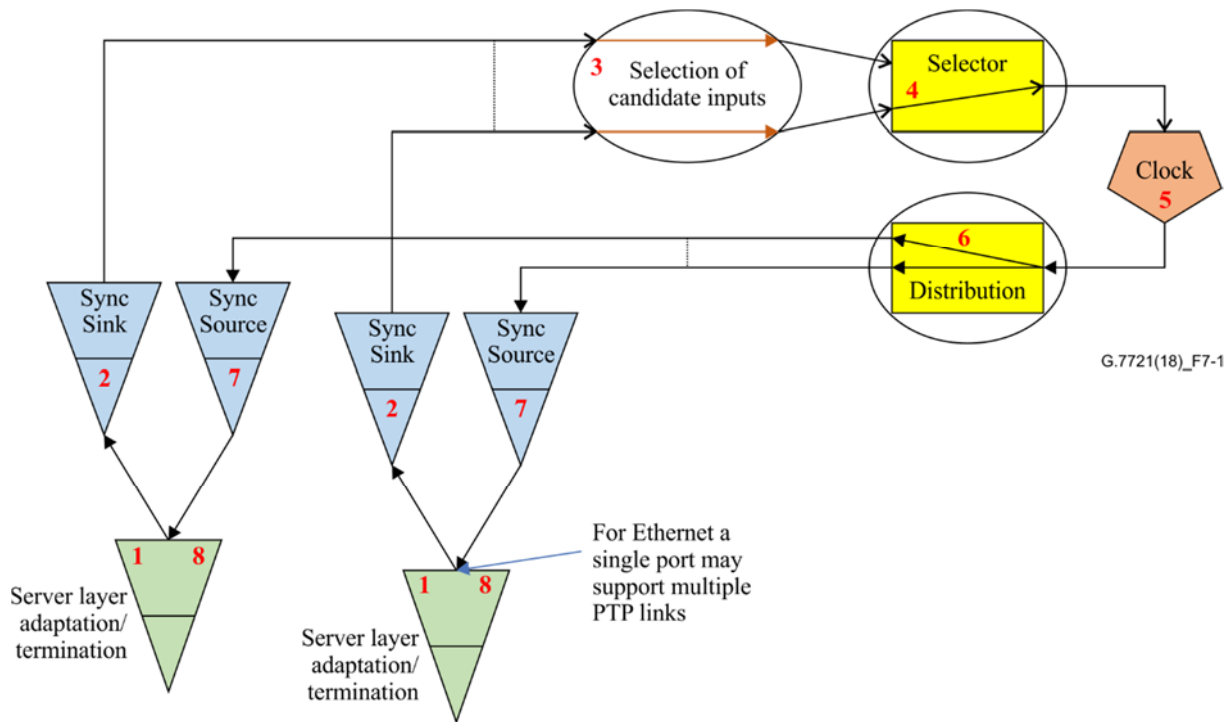 3
Selection of
candidate inputs
Selector
4
Clock
5
6
Distribution
G.7721(18)_F7-1
Sync
Sink
2
Sync
Source
7
Sync
Sink
2
Sync
Source
7
1 8
Server layer
adaptation/
termination
For Ethernet a
single port may
support multiple
PTP links
1 8
Server layer
adaptation/
termination